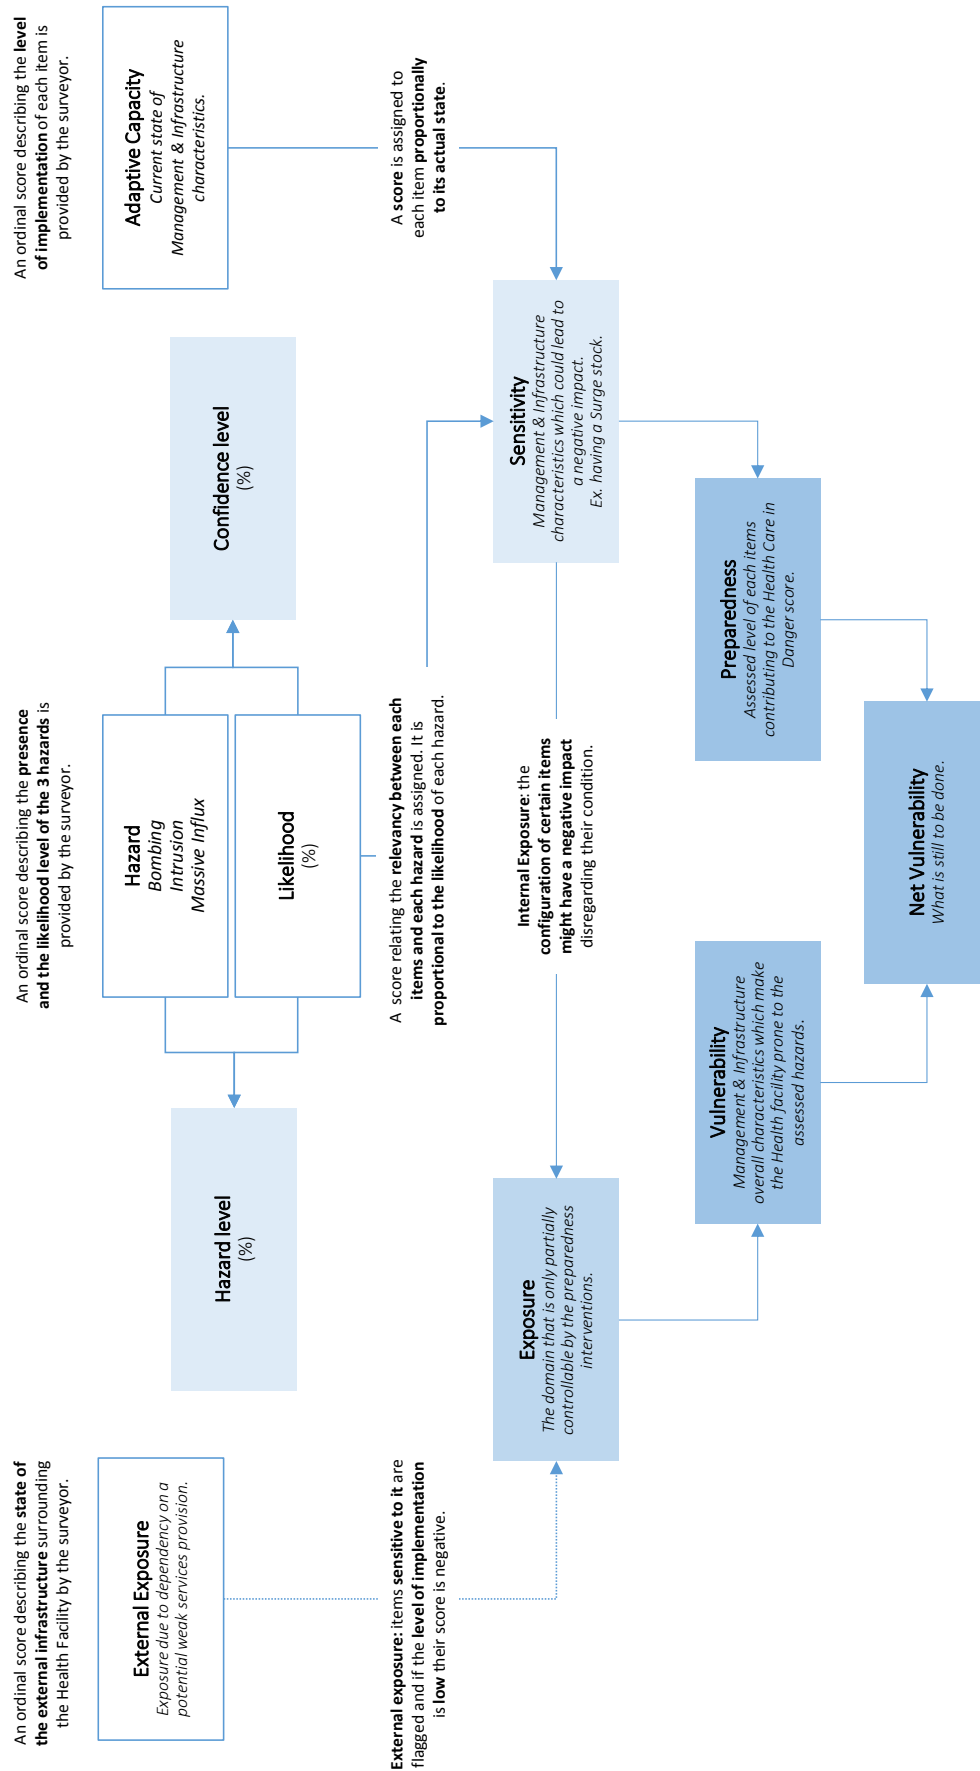 An ordinal score describing the state of
the external infrastructure surrounding
the Health Facility by the surveyor.
An ordinal score describing the presence
and the likelihood level of the 3 hazards is
provided by the surveyor.
An ordinal score describing the level
of implementation of each item is
provided by the surveyor.
External Exposure
Exposure due to dependency on a
potential weak services provision.
Hazard
Bombing
Intrusion
Massive Influx
Likelihood
(%)
Adaptive Capacity
Current state of
Management & Infrastructure
characteristics.
Hazard level
(%)
Confidence level
(%)
External exposure: items sensitive to it are
flagged and if the level of implementation
is low their score is negative.
A score relating the relevancy between each
items and each hazard is assigned. It is
proportional to the likelihood of each hazard.
A score is assigned to
each item proportionally
to its actual state.
Exposure
The domain that is only partially
controllable by the preparedness
interventions.
Internal Exposure: the
configuration of certain items
might have a negative impact
disregarding their condition.
Sensitivity
Management & Infrastructure
characteristics which could lead to
a negative impact.
Ex. having a Surge stock.
Vulnerability
Management & Infrastructure
overall characteristics which make
the Health facility prone to the
assessed hazards.
Preparedness
Assessed level of each items
contributing to the Health Care in
Danger score.
Net Vulnerability
What is still to be done.